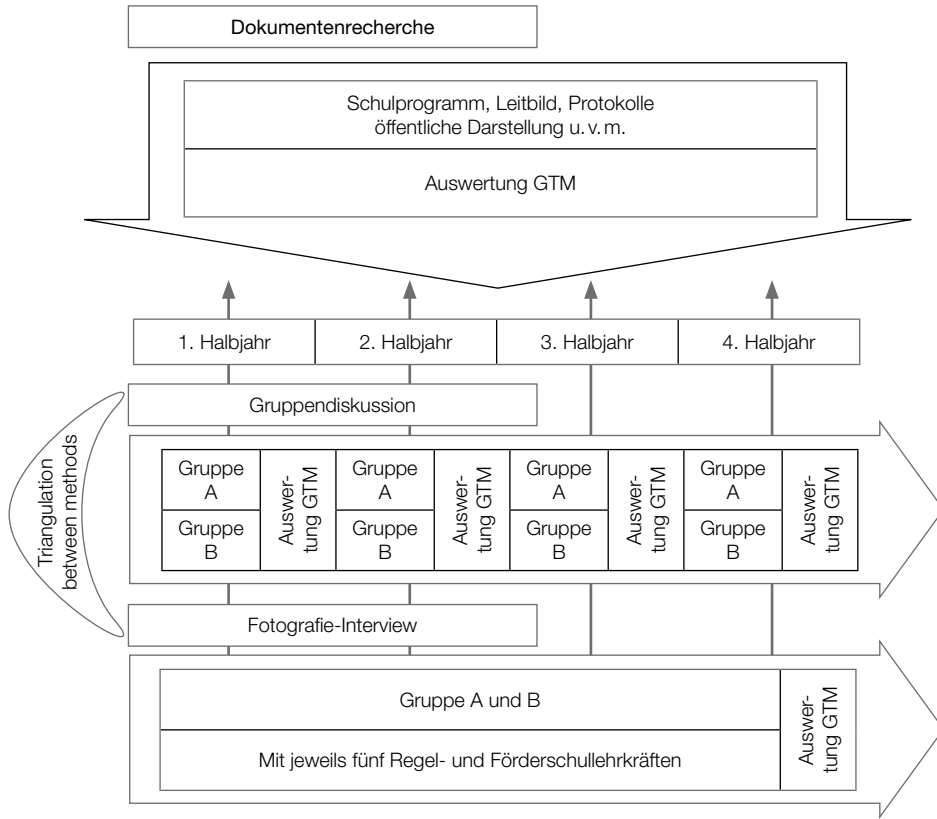 Dokumentenrecherche
Schulprogramm, Leitbild, Protokolle
öffentliche Darstellung u. v. m.
Auswertung GTM
1. Halbjahr
2. Halbjahr
3. Halbjahr
4. Halbjahr
Gruppendiskussion
Triangulation
between methods
Gruppe
A
Gruppe
B
Auswer-
tung GTM
Gruppe
A
Gruppe
B
Auswer-
tung GTM
Gruppe
A
Gruppe
B
Auswer-
tung GTM
Gruppe
A
Gruppe
B
Auswer-
tung GTM
Fotografie-Interview
Gruppe A und B
Mit jeweils fünf Regel- und Förderschullehrkräften
Auswer-
tung GTM